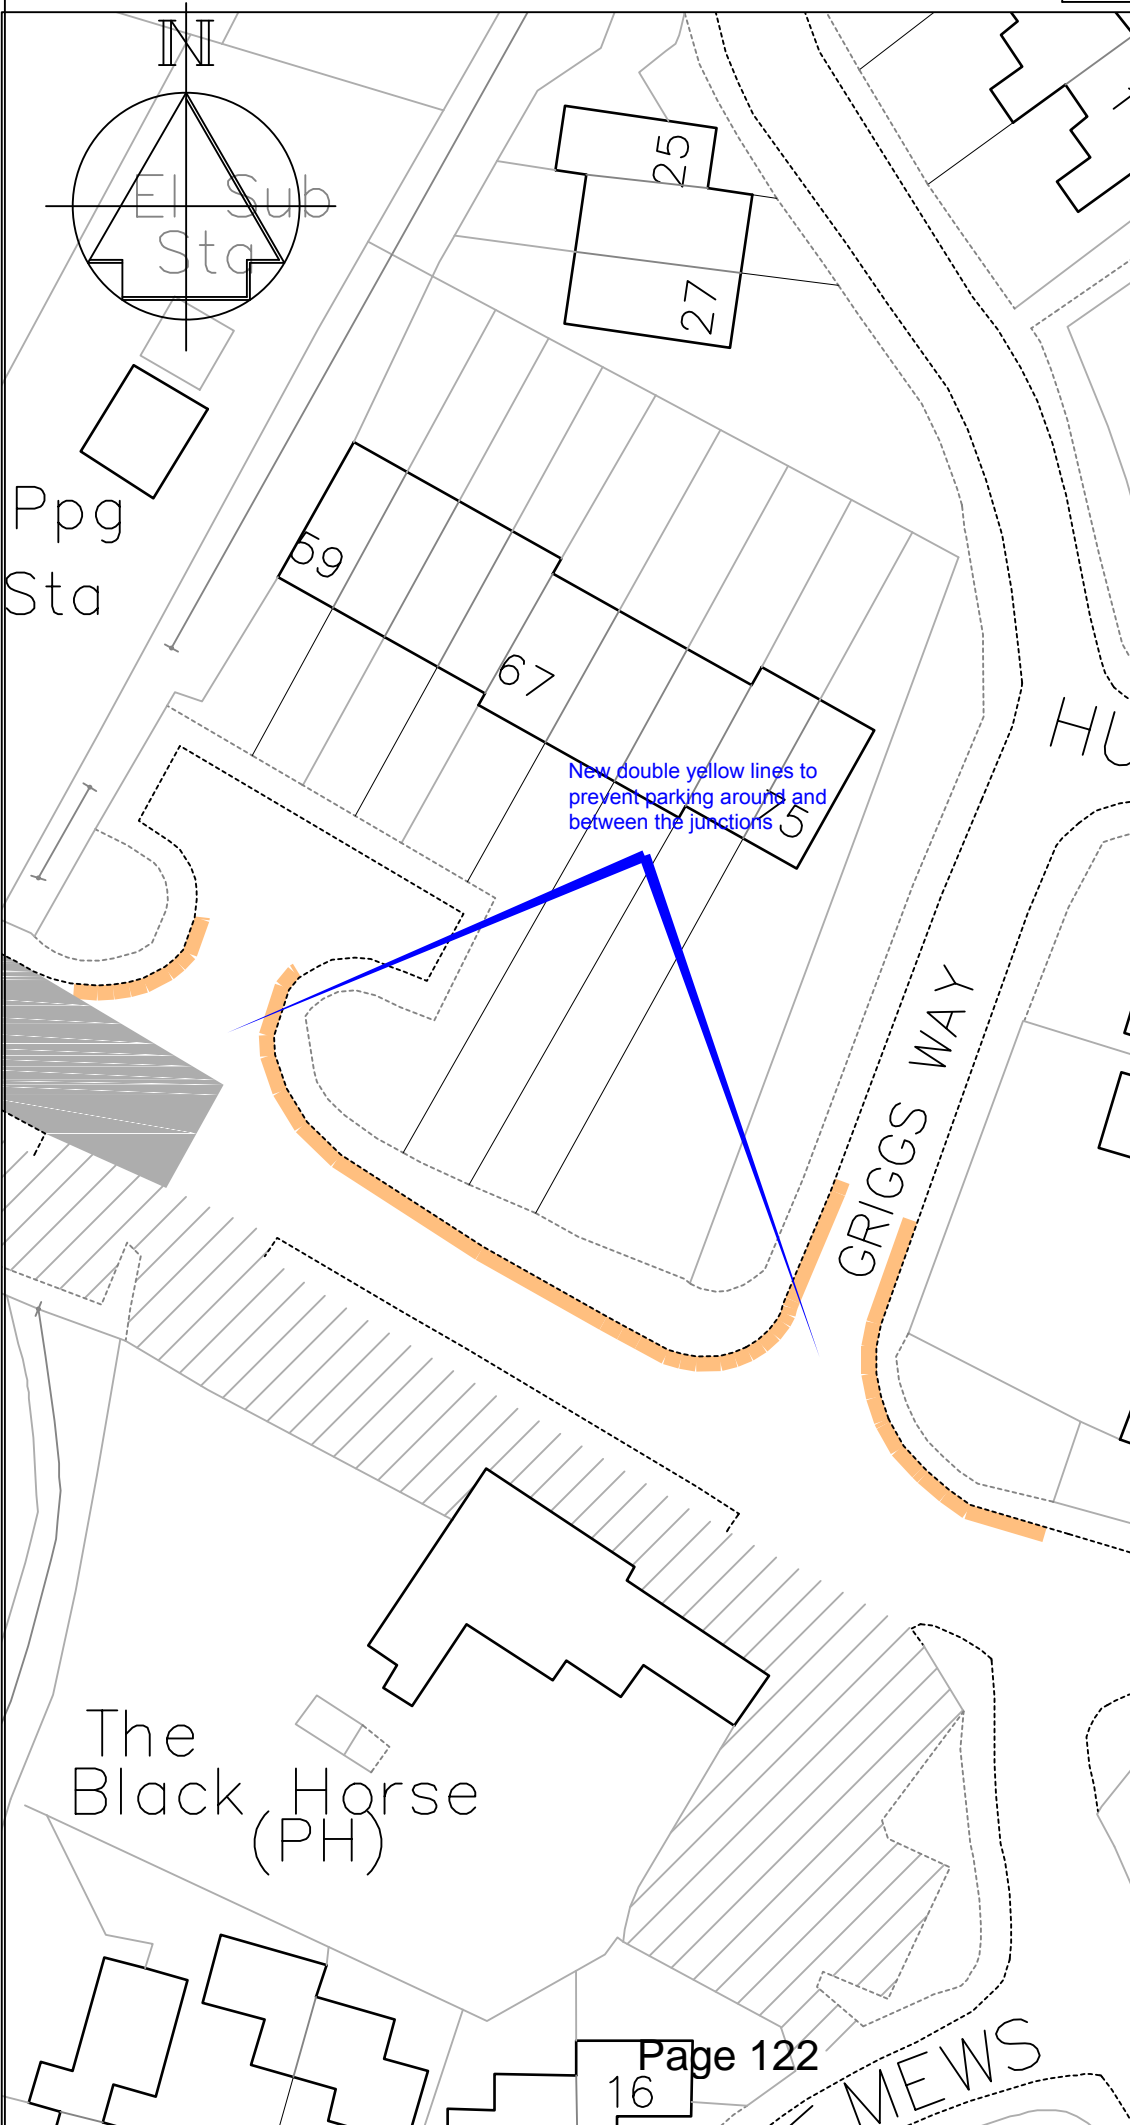 N
El Sub
Sta
25
27
Ppg
Sta
59
67
New double yellow lines to
prevent parking around and
between the junctions
75
GRIGGS WAY
The
Black Horse
(PH)
Page 122
16
MEWS